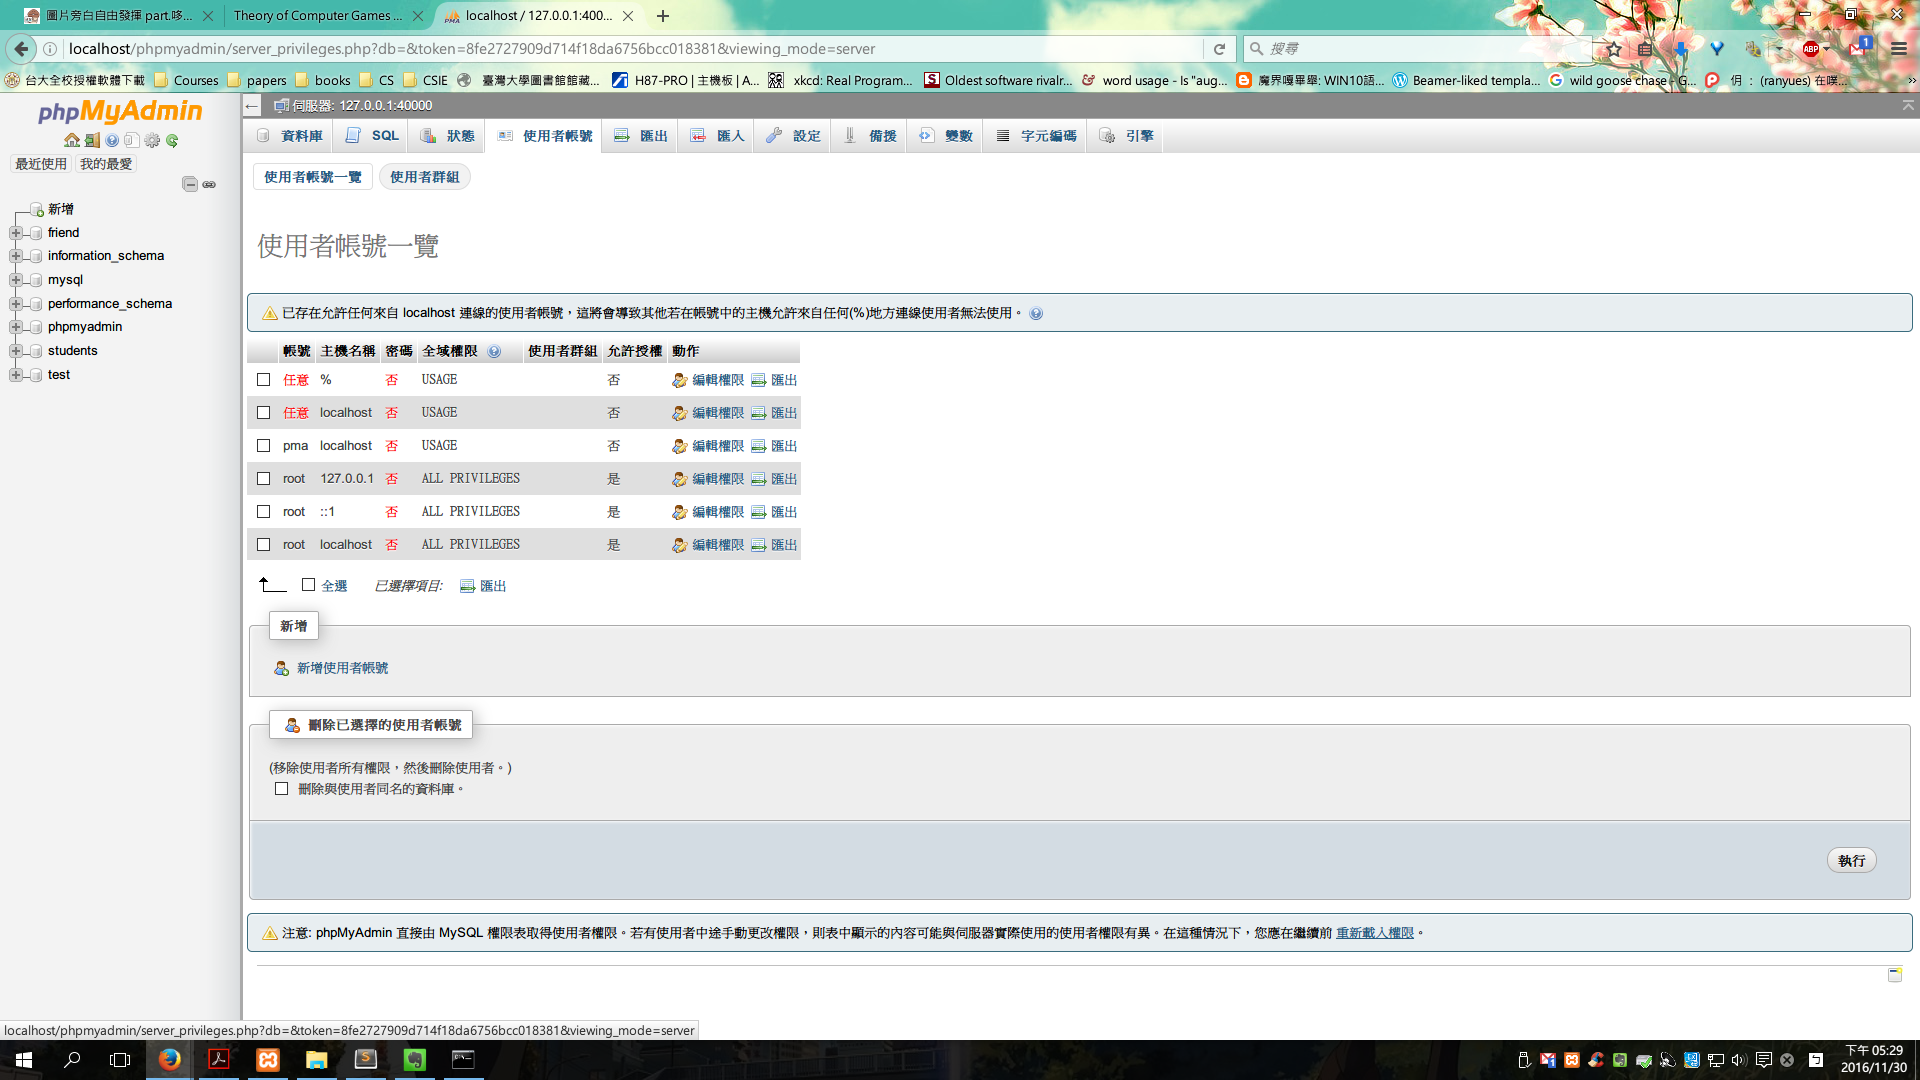 圖片旁白自由發揮 part.哆...
Theory of Computer Games ...
localhost / 127.0.0.1:400...
localhost/phpmyadmin/server_privileges.php?db=&token=8fe2727909d714f18da6756bcc018381&viewing_mode=server
搜尋
ABP
1
台大全校授權軟體下載
Courses
papers
books
CS
CSIE
臺灣大學圖書館館藏...
H87-PRO | 主機板 | A...
xkcd: Real Program...
Oldest software rivalr...
word usage - Is "aug...
魔界嘎畢舉: WIN10語...
Beamer-liked templa...
wild goose chase - G...
伄 : (ranyues) 在噗...
phpMyAdmin
最近使用
我的最愛
新增
friend
information_schema
mysql
performance_schema
phpmyadmin
students
test
伺服器: 127.0.0.1:40000
資料庫
SQL
狀態
使用者帳號
匯出
匯入
設定
備援
變數
字元編碼
引擎
使用者帳號一覽
使用者群組
使用者帳號一覽
已存在允許任何來自 localhost 連線的使用者帳號，這將會導致其他若在帳號中的主機允許來自任何(%)地方連線使用者無法使用。
帳號 主機名稱 密碼 全域權限 使用者群組 允許授權 動作
任意 % 否 USAGE 否 編輯權限 匯出
任意 localhost 否 USAGE 否 編輯權限 匯出
pma localhost 否 USAGE 否 編輯權限 匯出
root 127.0.0.1 否 ALL PRIVILEGES 是 編輯權限 匯出
root ::1 否 ALL PRIVILEGES 是 編輯權限 匯出
root localhost 否 ALL PRIVILEGES 是 編輯權限 匯出
全選 已選擇項目: 匯出
新增
新增使用者帳號
刪除已選擇的使用者帳號
(移除使用者所有權限，然後刪除使用者。)
刪除與使用者同名的資料庫。
執行
注意: phpMyAdmin 直接由 MySQL 權限表取得使用者權限。若有使用者中途手動更改權限，則表中顯示的內容可能與伺服器實際使用的使用者權限有異。在這種情況下，您應在繼續前 重新載入權限。
localhost/phpmyadmin/server_privileges.php?db=&token=8fe2727909d714f18da6756bcc018381&viewing_mode=server
下午 05:29
2016/11/30